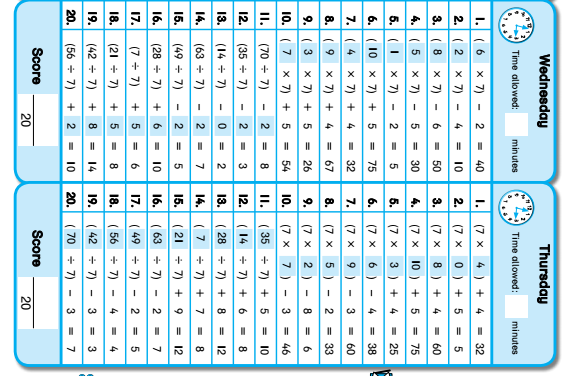 Wednesday
Time allowed: minutes
1. ( 6 × 7) − 2 = 40
2. ( 2 × 7) − 4 = 10
3. ( 8 × 7) − 6 = 50
4. ( 5 × 7) − 5 = 30
5. ( 1 × 7) − 2 = 5
6. ( 10 × 7) + 5 = 75
7. ( 4 × 7) + 4 = 32
8. ( 9 × 7) + 4 = 67
9. ( 3 × 7) + 5 = 26
10. ( 7 × 7) + 5 = 54
11. (70 ÷ 7) − 2 = 8
12. (35 ÷ 7) − 2 = 3
13. (14 ÷ 7) − 0 = 2
14. (63 ÷ 7) − 2 = 7
15. (49 ÷ 7) − 2 = 5
16. (28 ÷ 7) + 6 = 10
17. (7 ÷ 7) + 5 = 6
18. (21 ÷ 7) + 5 = 8
19. (42 ÷ 7) + 8 = 14
20. (56 ÷ 7) + 2 = 10
Score
20
Thursday
Time allowed: minutes
1. (7 × 4 ) + 4 = 32
2. (7 × 0 ) + 5 = 5
3. (7 × 8 ) + 4 = 60
4. (7 × 10 ) + 5 = 75
5. (7 × 3 ) + 4 = 25
6. (7 × 6 ) − 4 = 38
7. (7 × 9 ) − 3 = 60
8. (7 × 5 ) − 2 = 33
9. (7 × 2 ) − 8 = 6
10. (7 × 7 ) − 3 = 46
11. ( 35 ÷ 7) + 5 = 10
12. ( 14 ÷ 7) + 6 = 8
13. ( 28 ÷ 7) + 8 = 12
14. ( 7 ÷ 7) + 7 = 8
15. ( 21 ÷ 7) + 9 = 12
16. ( 63 ÷ 7) − 2 = 7
17. ( 49 ÷ 7) − 2 = 5
18. ( 56 ÷ 7) − 4 = 4
19. ( 42 ÷ 7) − 3 = 3
20. ( 70 ÷ 7) − 3 = 7
Score
20